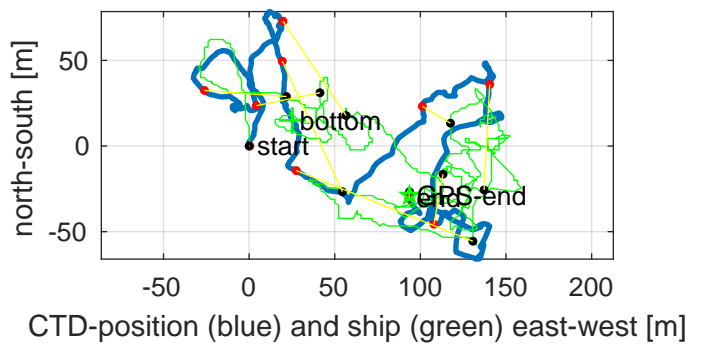 50
0
-50
north-south [m]
bottom
start
GPS-end
end
-50
0
50
100
150
200
CTD-position (blue) and ship (green) east-west [m]